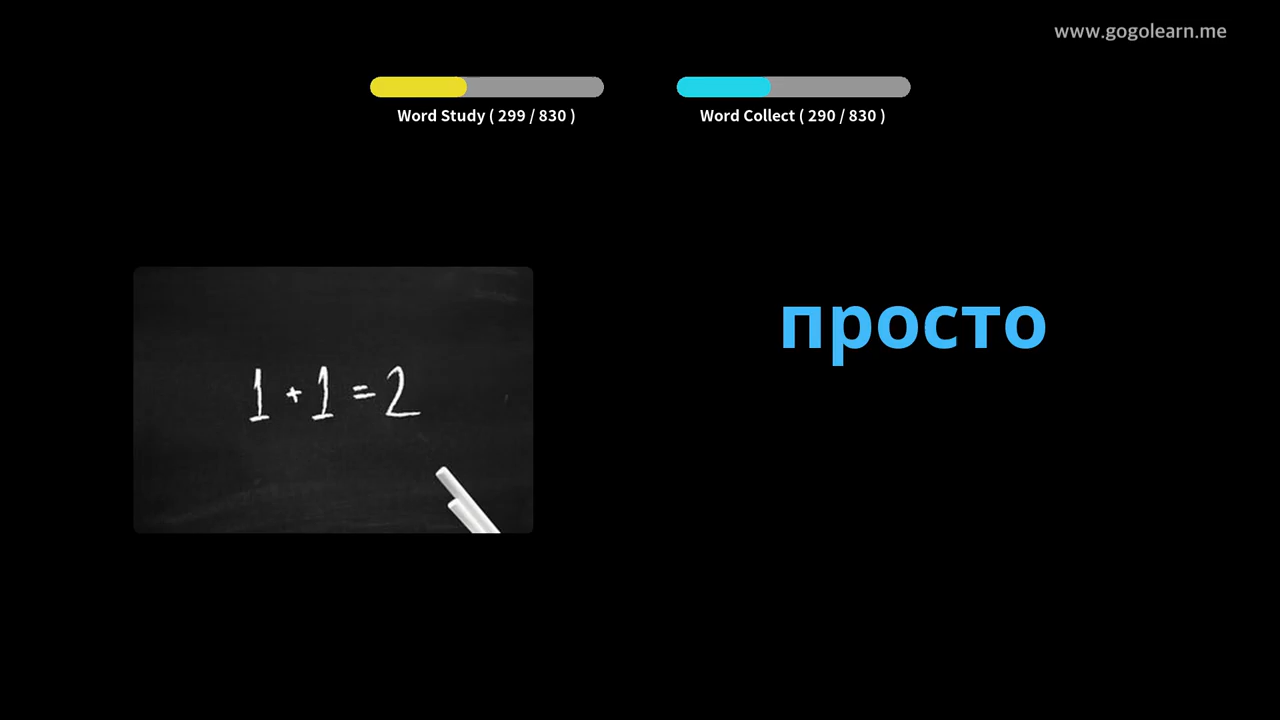 www.gogolearn.me
Word Study ( 299 / 830 )
Word Collect ( 290 / 830 )
просто
1 + 1 = 2